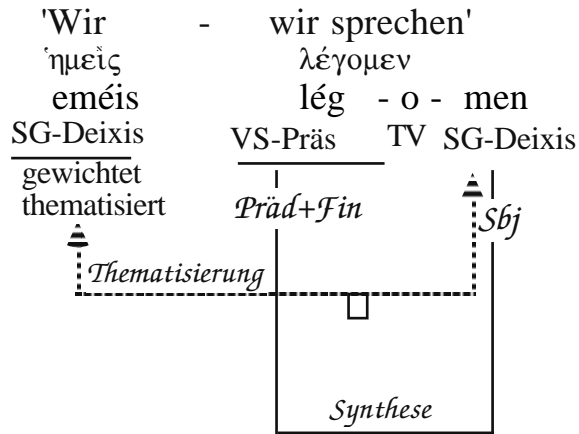 'Wir - wir sprechen'
ἡμεῖς λέγομεν
eméis lég - o - men
SG-Deixis VS-Präs TV SG-Deixis
gewichtet
thematisiert
Präd+Fin Sbj
Thematisierung
Synthese